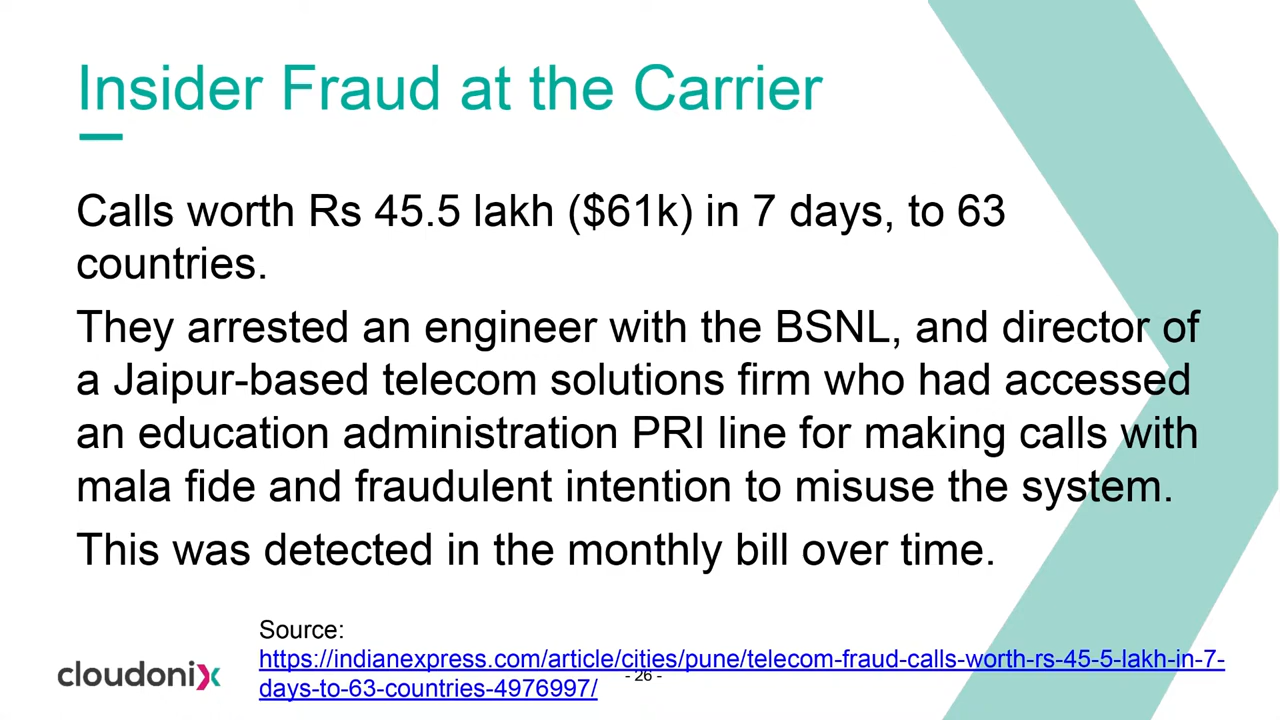 Insider Fraud at the Carrier
Calls worth Rs 45.5 lakh ($61k) in 7 days, to 63
countries.
They arrested an engineer with the BSNL, and director of
a Jaipur-based telecom solutions firm who had accessed
an education administration PRI line for making calls with
mala fide and fraudulent intention to misuse the system.
This was detected in the monthly bill over time.
Source:
https://indianexpress.com/article/cities/pune/telecom-fraud-calls-worth-rs-45-5-lakh-in-7-
days-to-63-countries-4976997/
cloudonix
- 26 -